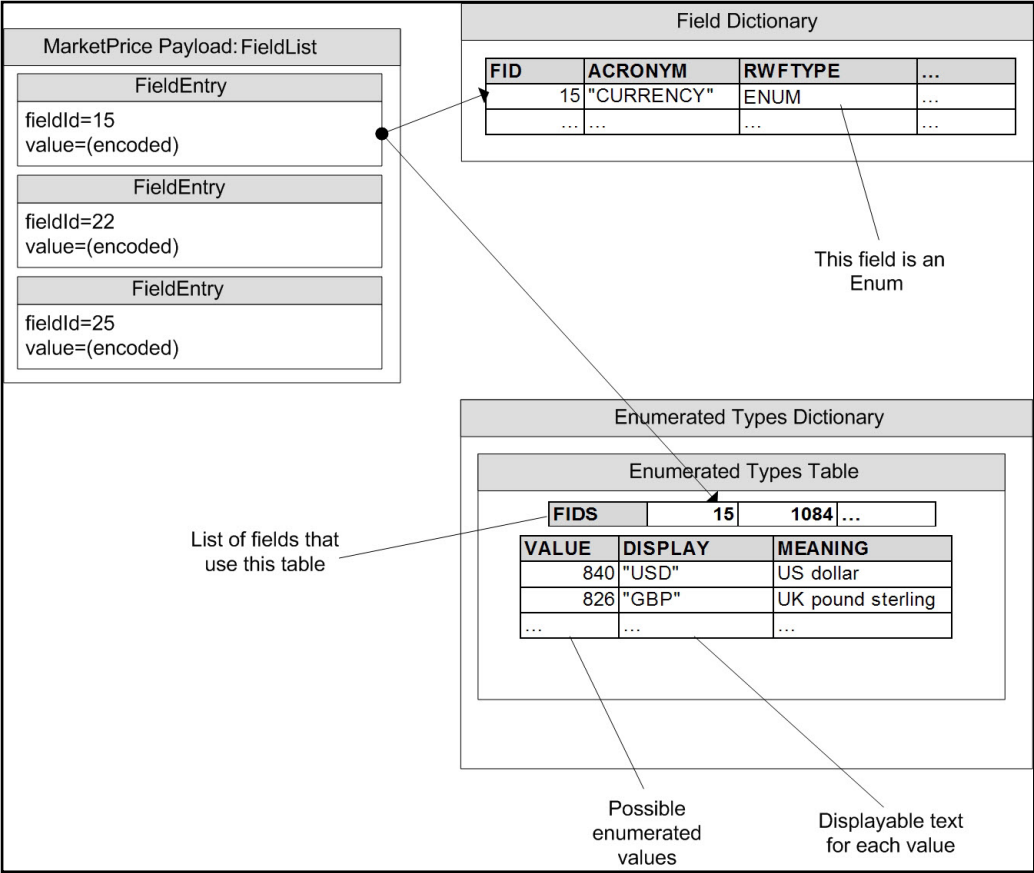 MarketPrice Payload: FieldList
FieldEntry
fieldId=15
value=(encoded)
FieldEntry
fieldId=22
value=(encoded)
FieldEntry
fieldId=25
value=(encoded)
Field Dictionary
FID ACRONYM RWFTYPE ...
15 "CURRENCY" ENUM ...
... ... ... ...
This field is an
Enum
Enumerated Types Dictionary
Enumerated Types Table
FIDS 15 1084 ...
VALUE DISPLAY MEANING
840 "USD" US dollar
826 "GBP" UK pound sterling
... ... ...
List of fields that
use this table
Possible
enumerated
values
Displayable text
for each value